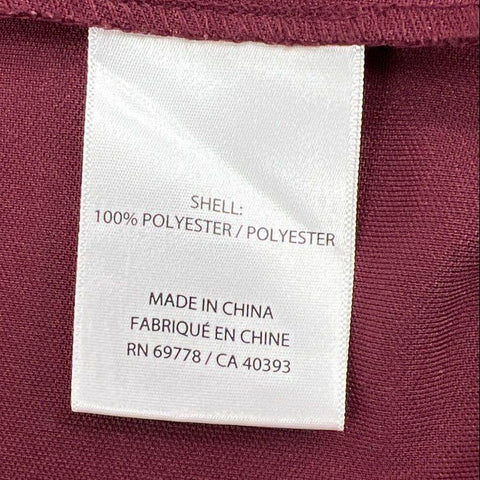 SHELL:
100% POLYESTER / POLYESTER
MADE IN CHINA
FABRIQUÉ EN CHINE
RN 69778 / CA 40393